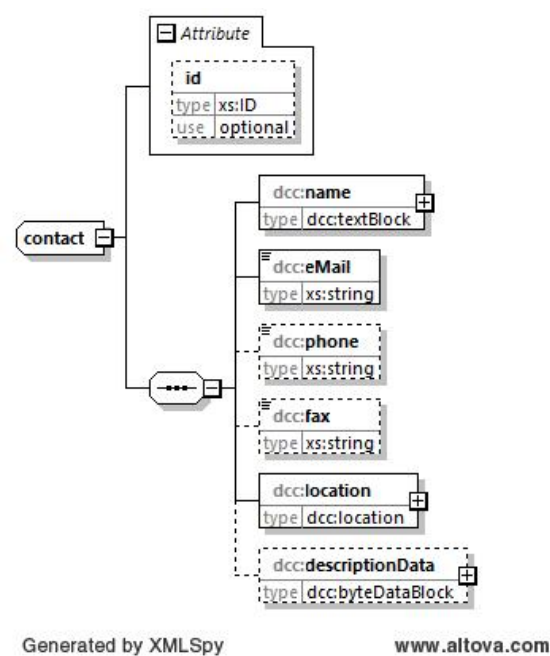 Attribute
id
type xs:ID
use optional
contact
dcc:name
type dcc:textBlock
dcc:eMail
type xs:string
dcc:phone
type xs:string
dcc:fax
type xs:string
dcc:location
type dcc:location
dcc:descriptionData
type dcc:byteDataBlock
Generated by XMLSpy www.altova.com